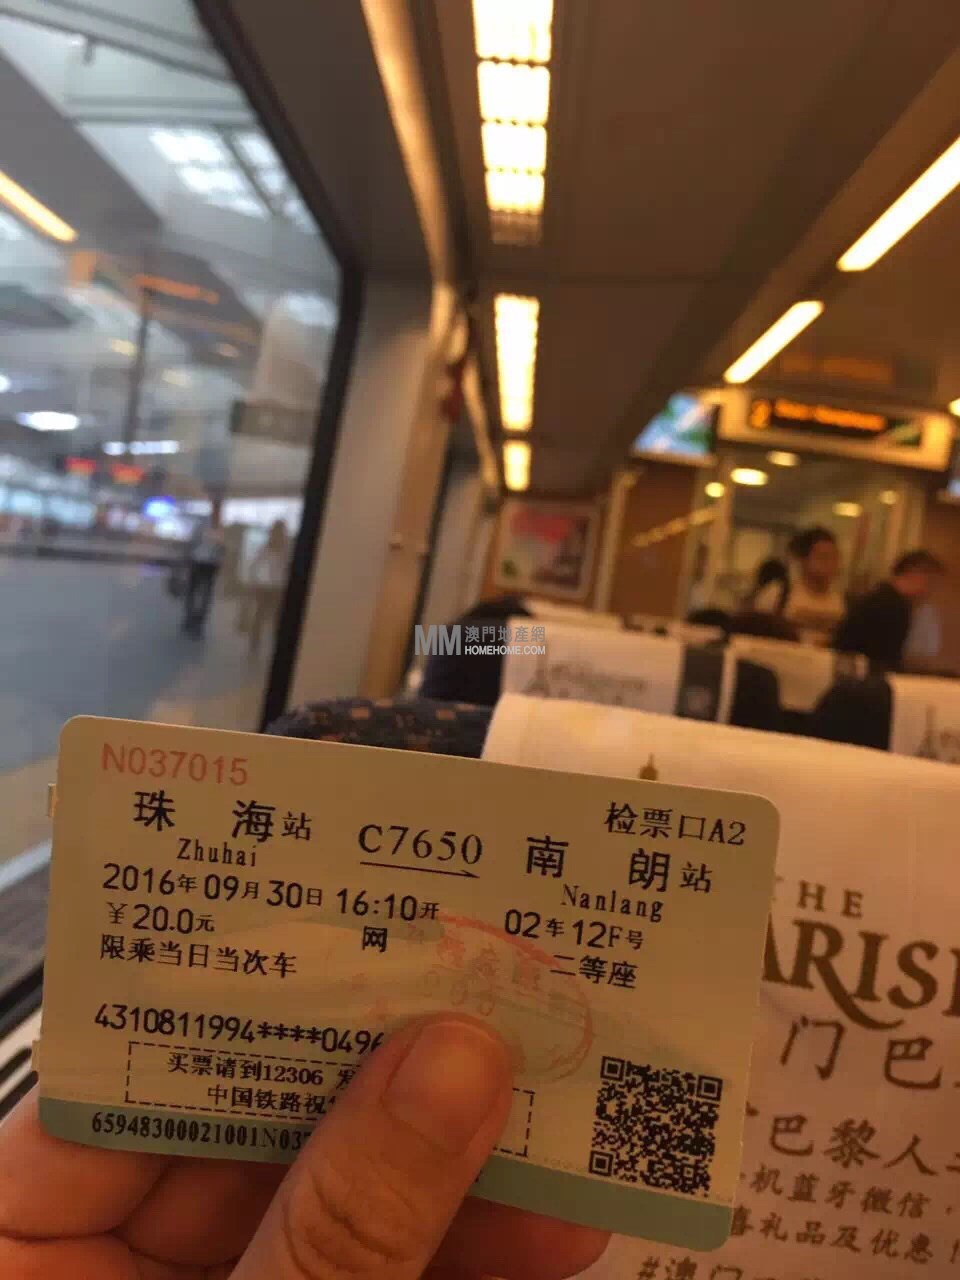 MM 澳門地產網
HOMEHOME.COM
N037015
检票口A2
珠海站 C7650 南朗站
Zhuhai Nanlang
2016年09月30日 16:10开 02车12F号
¥20.0元 网 二等座
限乘当日当次车
4310811994****0496
买票请到12306
中国铁路祝
65948300021001N037
THE
门巴
巴黎人
机蓝牙微信，
礼品及优惠！
#澳门